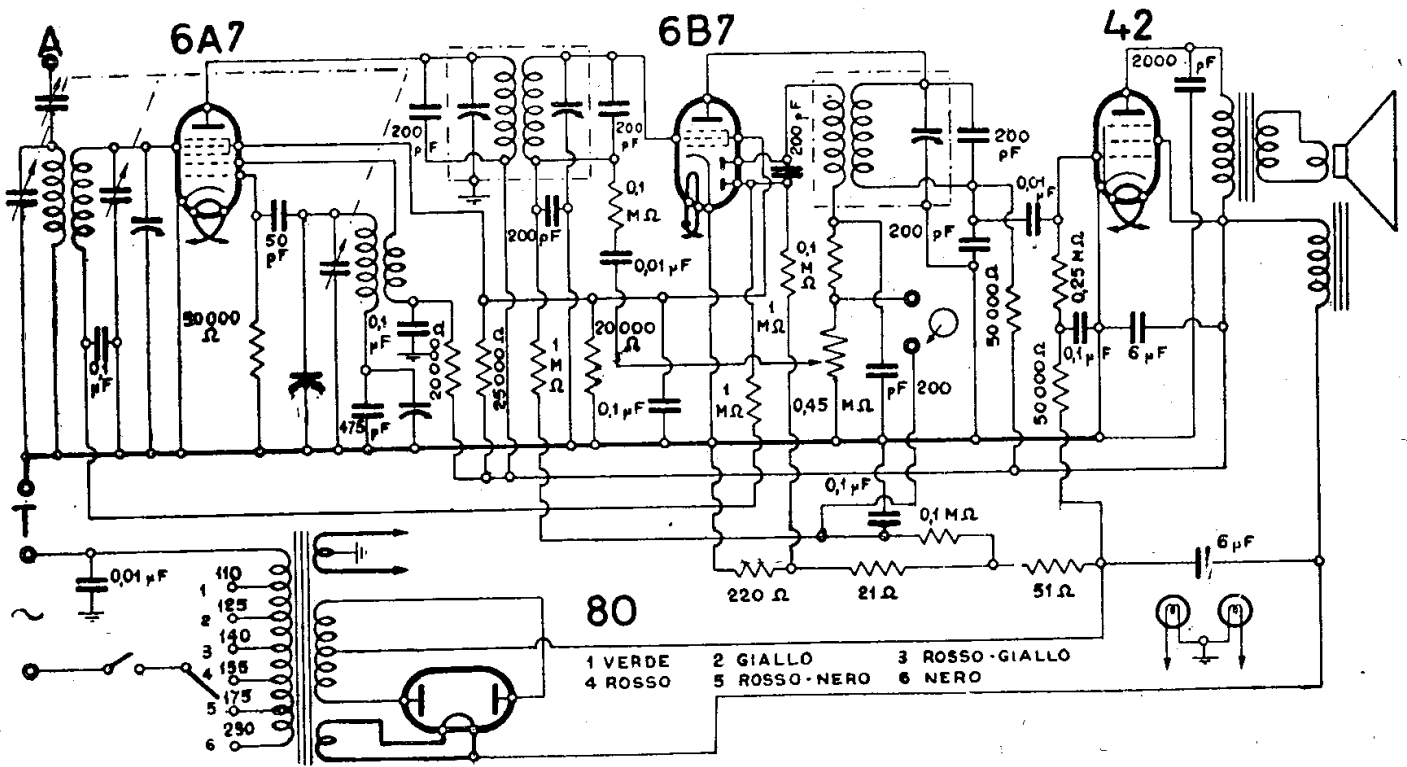 A
6A7
6B7
42
2000 pF
200 pF
200 pF
200 pF
200 pF
0,1 MΩ
50 pF
200 pF
0,01 µF
0,01 µF
200 pF
0,1 MΩ
0,25 MΩ
50000 Ω
0,1 µF
20000 Ω
25000 Ω
1 MΩ
20000 Ω
1 MΩ
50000 Ω
0,1 µF
0,1 µF
6 µF
50000 Ω
475 pF
0,1 µF
1 MΩ
0,45 MΩ
pF 200
T
0,1 µF
0,1 MΩ
0,01 µF
6 µF
220 Ω
21 Ω
51 Ω
1 110
2 125
3 140
4 155
5 175
6 230
~
80
1 VERDE 2 GIALLO 3 ROSSO-GIALLO
4 ROSSO 5 ROSSO-NERO 6 NERO